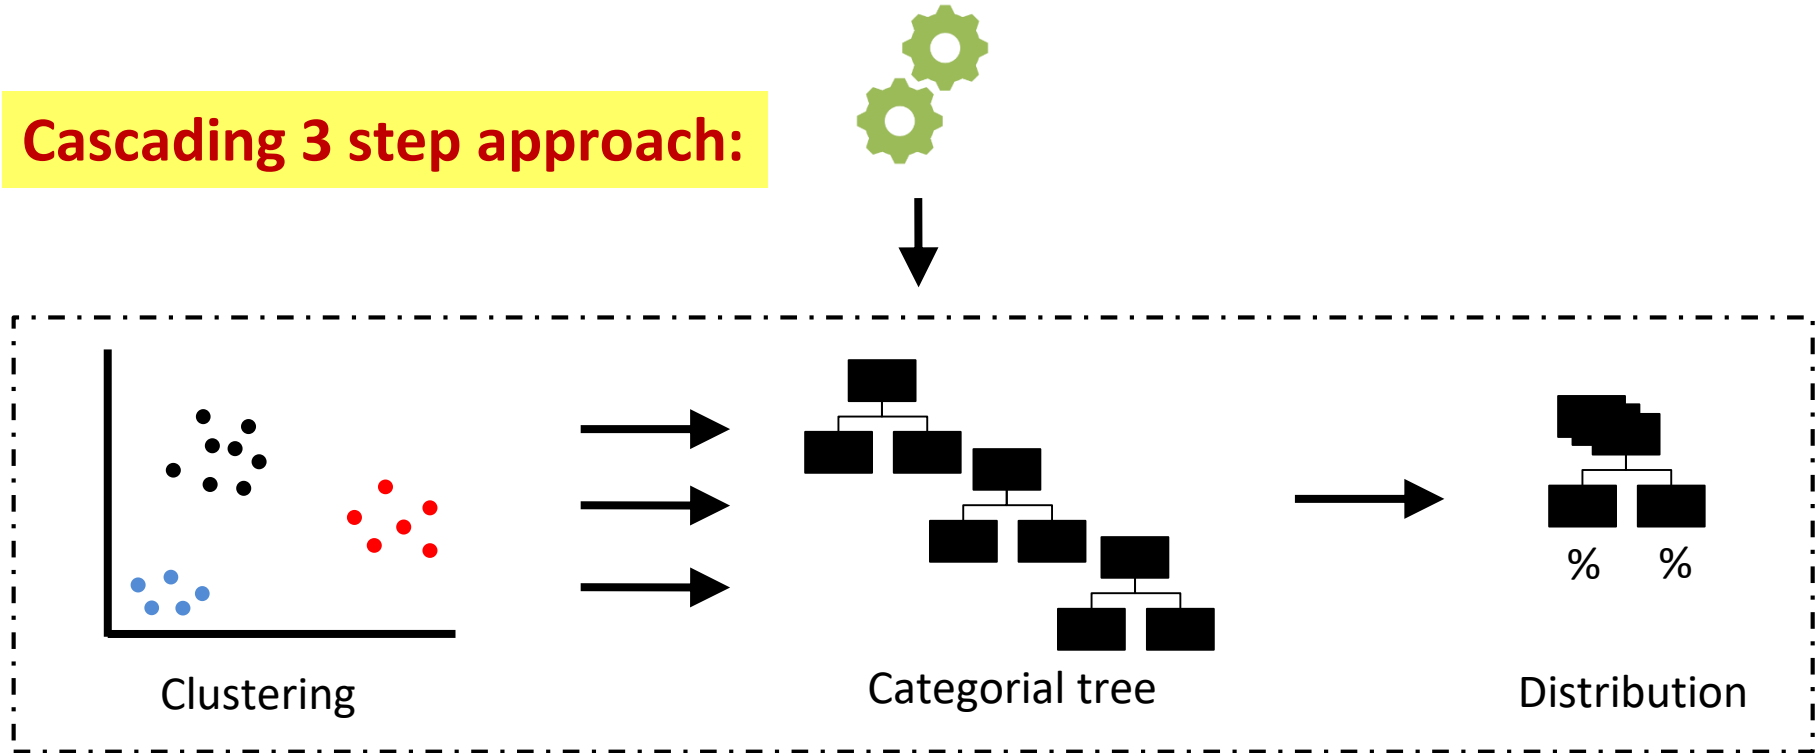 Cascading 3 step approach:
% %
Clustering
Categorial tree
Distribution